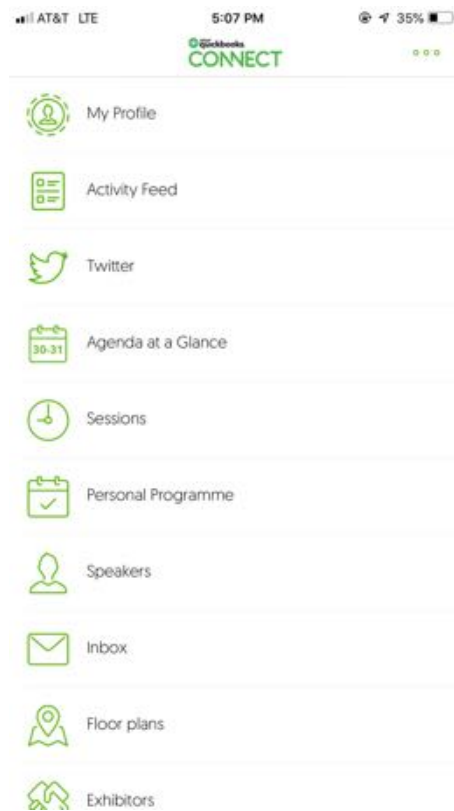 AT&T LTE 5:07 PM 35%
quickbooks
CONNECT
My Profile
Activity Feed
Twitter
30-31
Agenda at a Glance
Sessions
Personal Programme
Speakers
Inbox
Floor plans
Exhibitors